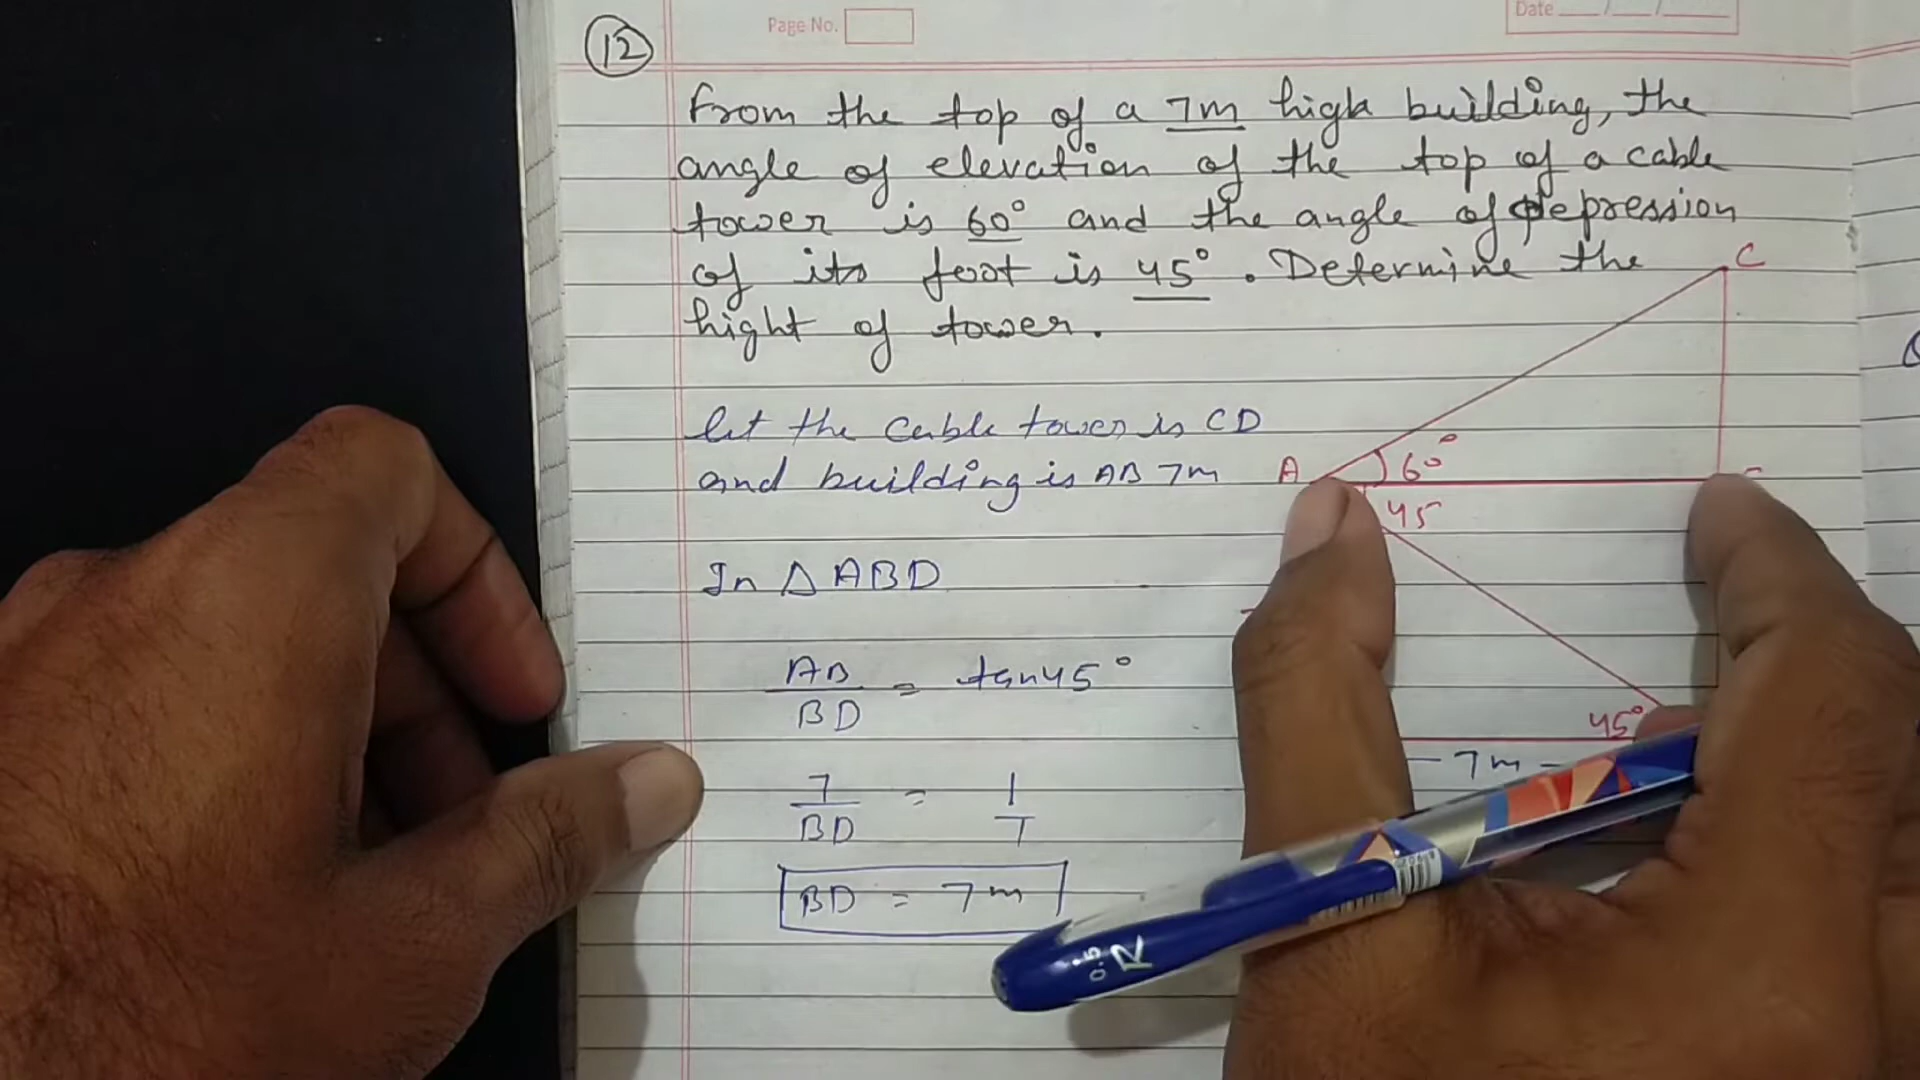 Page No.
Date
12
From the top of a 7m high building, the
angle of elevation of the top of a cable
tower is 60° and the angle of depression
of its foot is 45°. Determine the
hight of tower.
C
let the cable tower is CD
and building is AB 7m
A
60°
45
In △ ABD
AB/BD = tan45°
45°
7m
7/BD = 1/1
BD = 7m
0.5 R